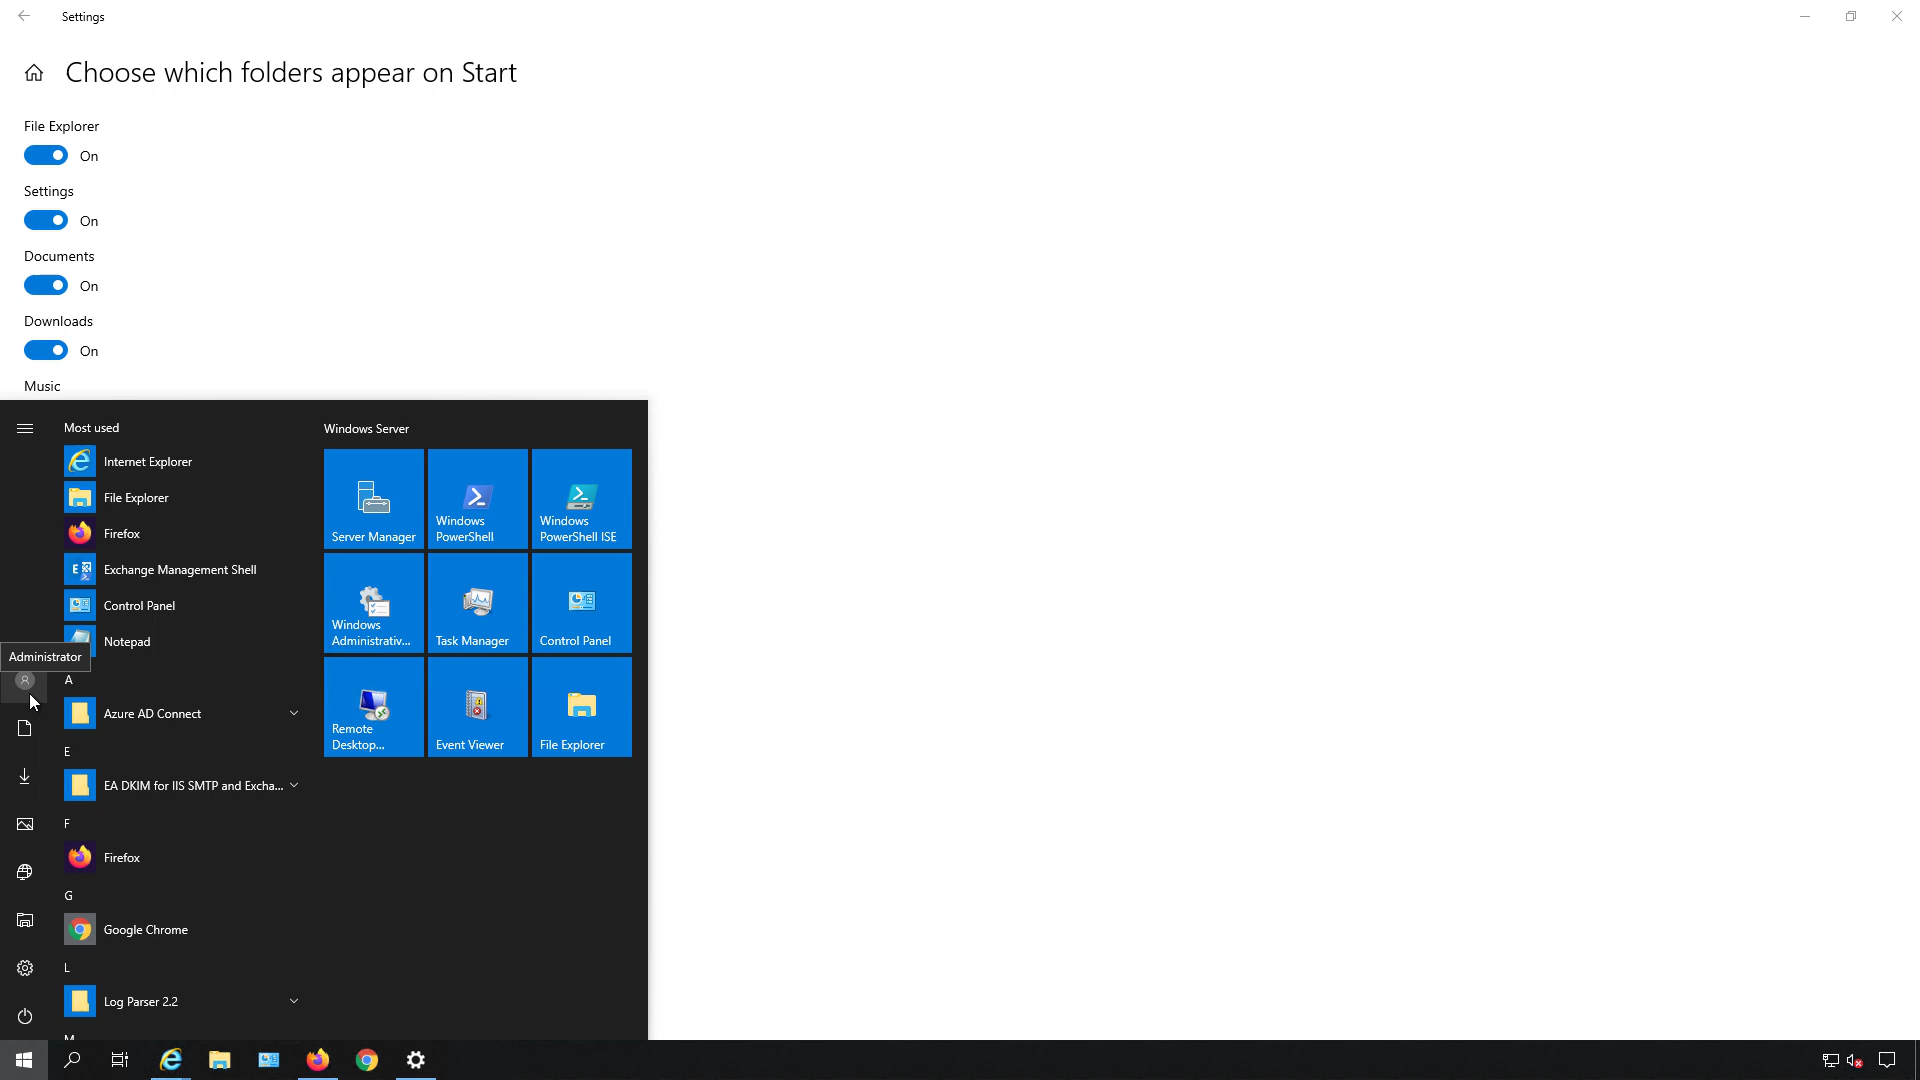 Settings
Choose which folders appear on Start
File Explorer
On
Settings
On
Documents
On
Downloads
On
Music
Most used
Internet Explorer
File Explorer
Firefox
Exchange Management Shell
Control Panel
Notepad
Administrator
A
Azure AD Connect
E
EA DKIM for IIS SMTP and Excha...
F
Firefox
G
Google Chrome
L
Log Parser 2.2
M
Windows Server
Server Manager
Windows
PowerShell
Windows
PowerShell ISE
Windows
Administrativ...
Task Manager
Control Panel
Remote
Desktop...
Event Viewer
File Explorer